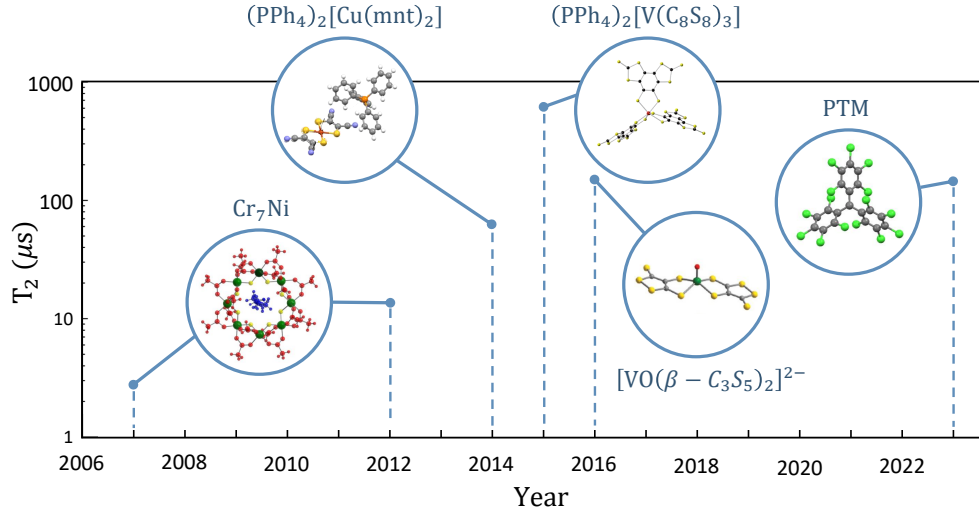 (PPh₄)₂[Cu(mnt)₂]
(PPh₄)₂[V(C₈S₈)₃]
PTM
Cr₇Ni
[VO(β − C₃S₅)₂]²⁻
T₂ (μs)
1000
100
10
1
2006 2008 2010 2012 2014 2016 2018 2020 2022
Year